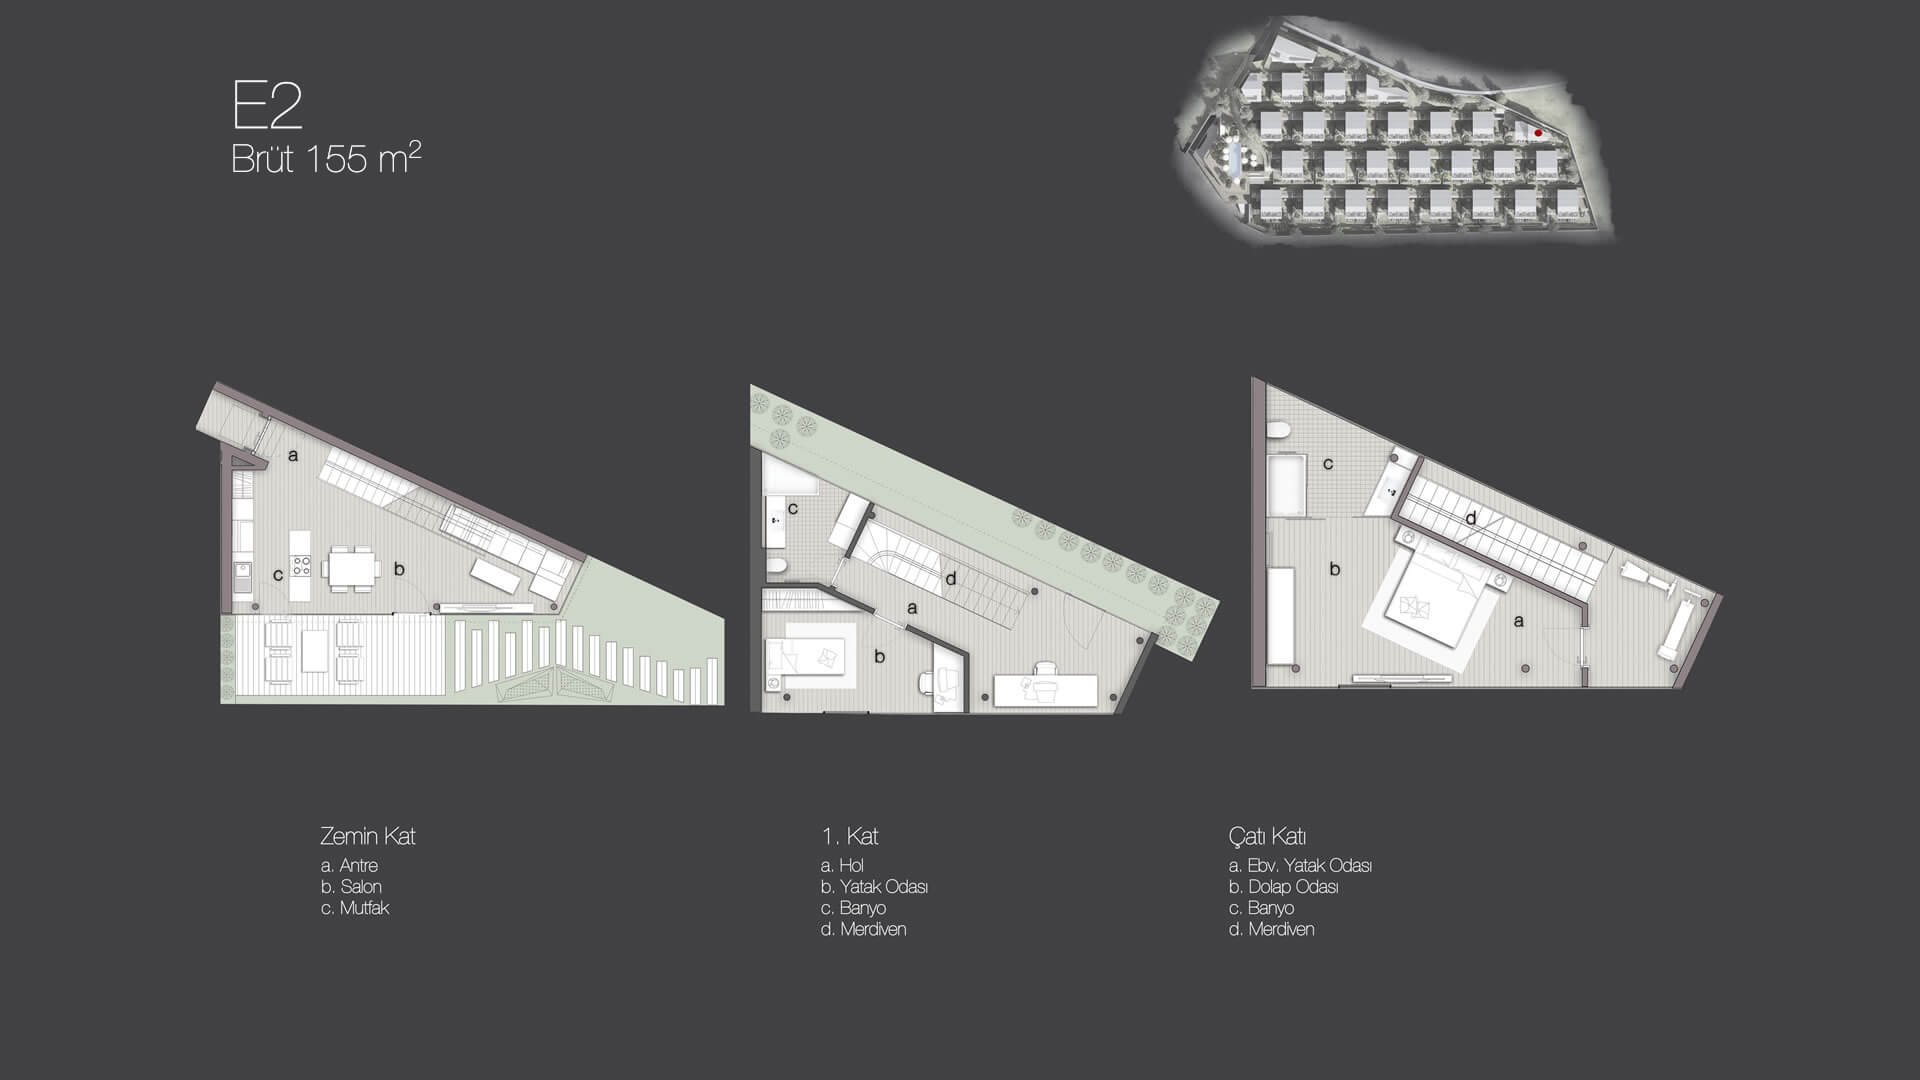 E2
Brüt 155 m²
a
b
c
c
d
a
b
c
d
b
a
Zemin Kat
a. Antre
b. Salon
c. Mutfak
1. Kat
a. Hol
b. Yatak Odası
c. Banyo
d. Merdiven
Çatı Katı
a. Ebv. Yatak Odası
b. Dolap Odası
c. Banyo
d. Merdiven